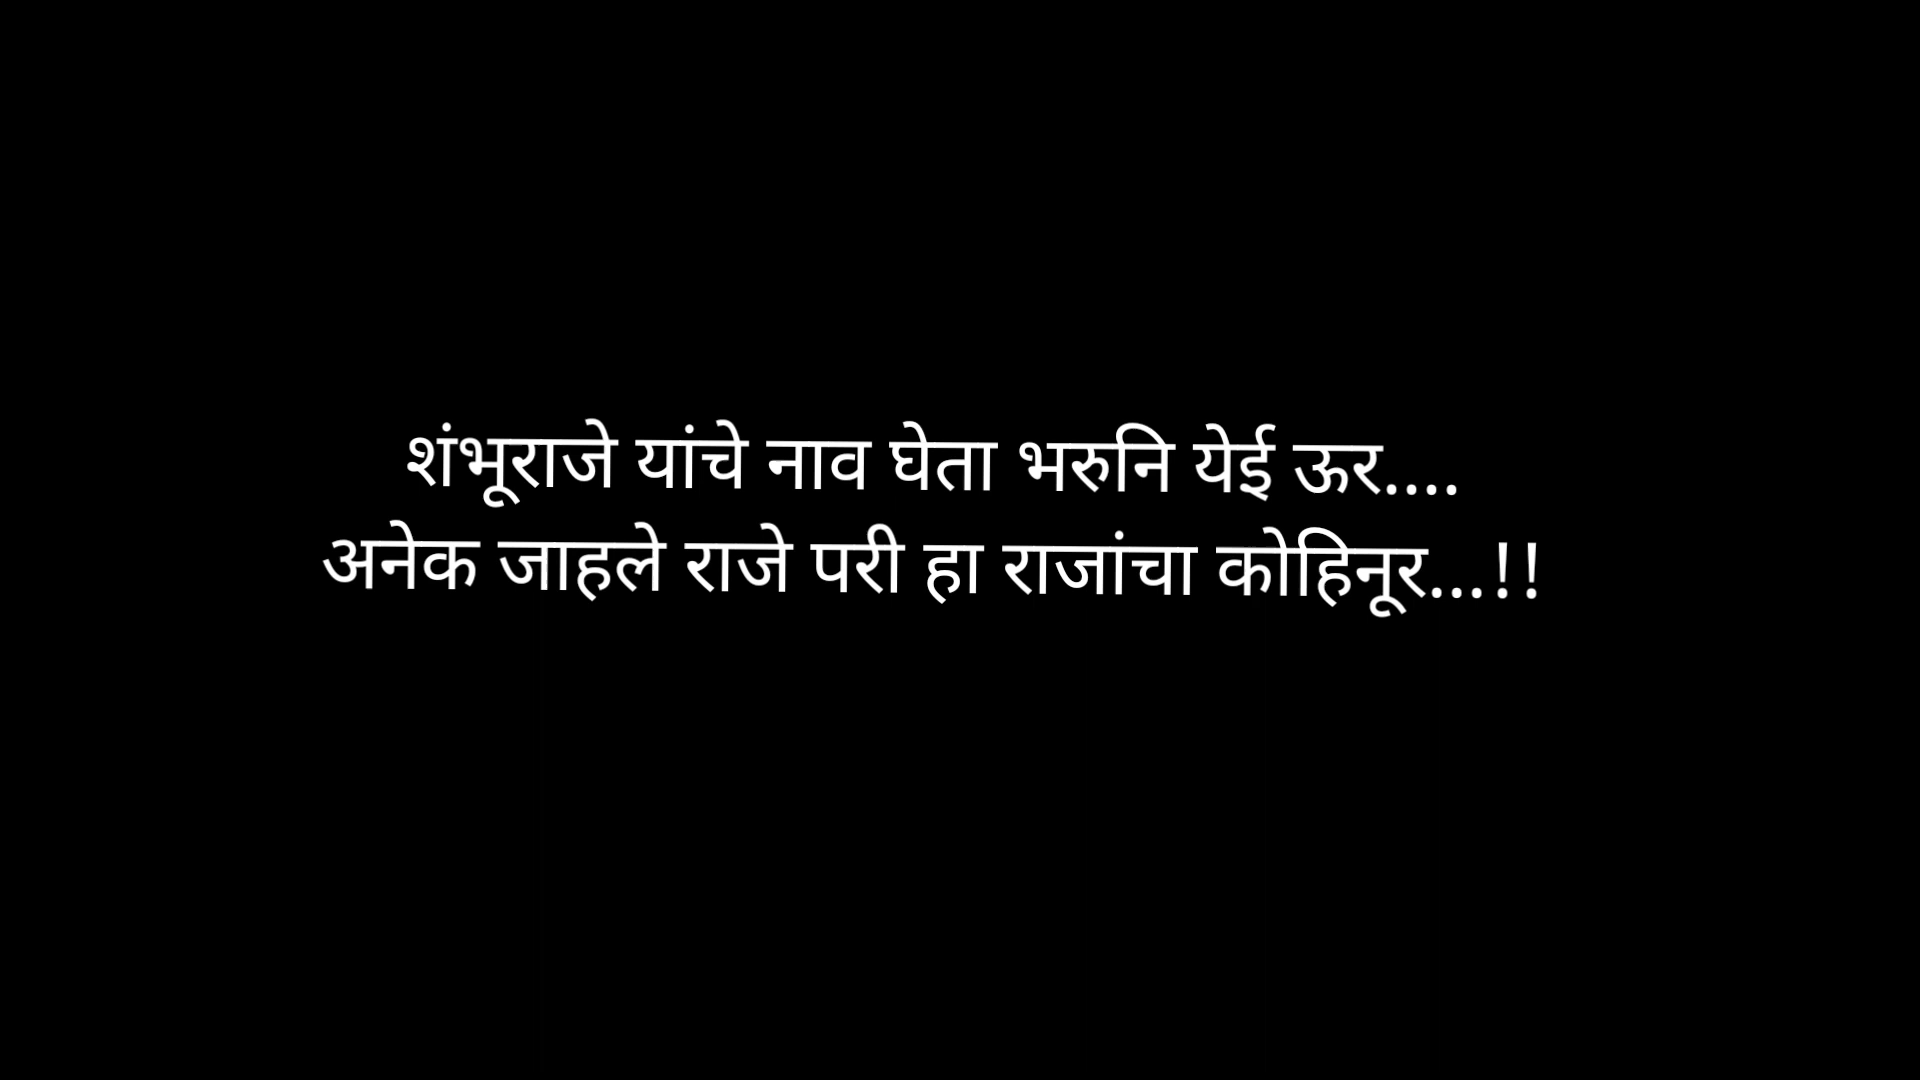 शंभूराजे यांचे नाव घेता भरुनि येई ऊर....
अनेक जाहले राजे परी हा राजांचा कोहिनूर...!!